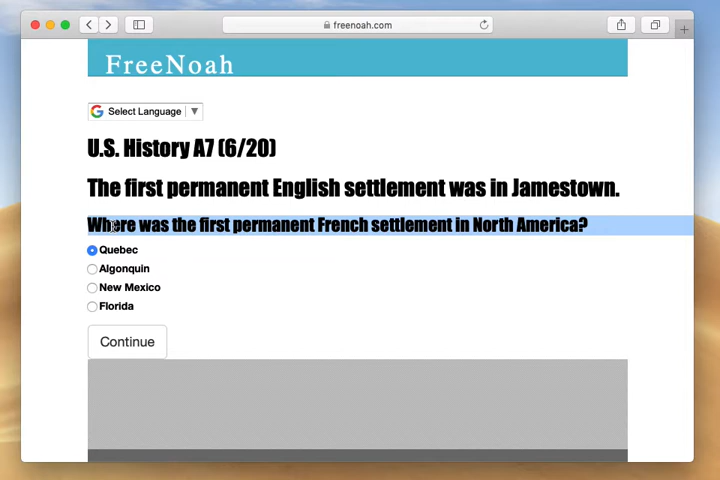 freenoah.com
FreeNoah
Select Language
U.S. History A7 (6/20)
The first permanent English settlement was in Jamestown.
Where was the first permanent French settlement in North America?
Quebec
Algonquin
New Mexico
Florida
Continue